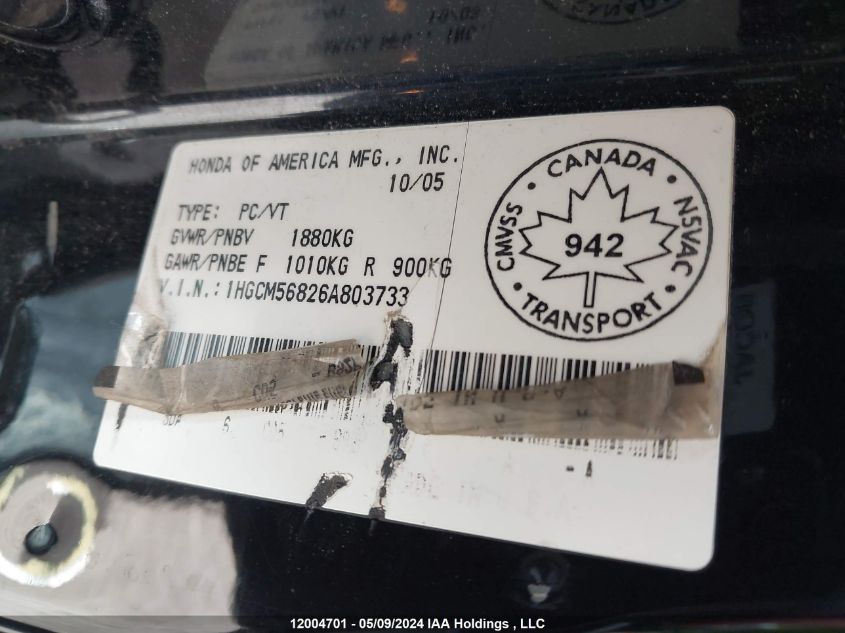 HONDA OF AMERICA MFG., INC.
10/05
TYPE: PC/VT
GVWR/PNBV 1880KG
GAWR/PNBE F 1010KG R 900KG
V.I.N.: 1HGCM56826A803733
CANADA
CMVSS
NSVAC
942
TRANSPORT
- A
12004701 - 05/09/2024 IAA Holdings , LLC